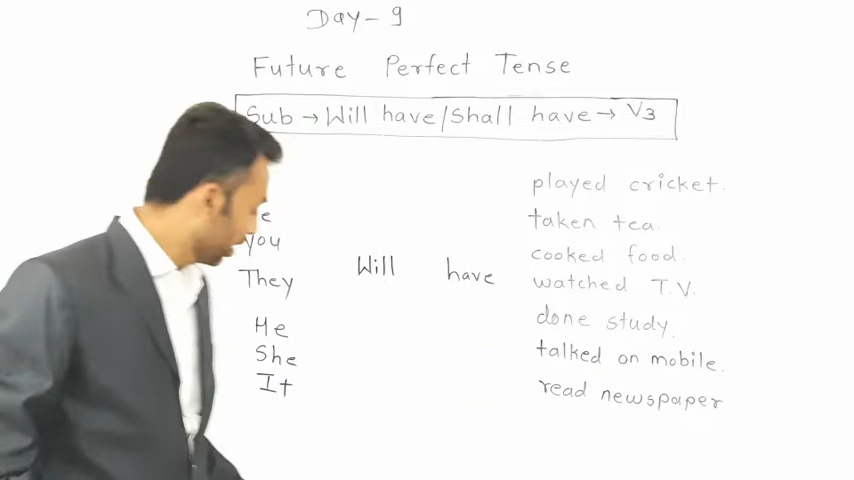 Day - 9
Future Perfect Tense
Sub → Will have/Shall have → V3
played cricket.
taken tea.
You
cooked food.
They Will have watched T.V.
He done study.
She talked on mobile.
It read newspaper